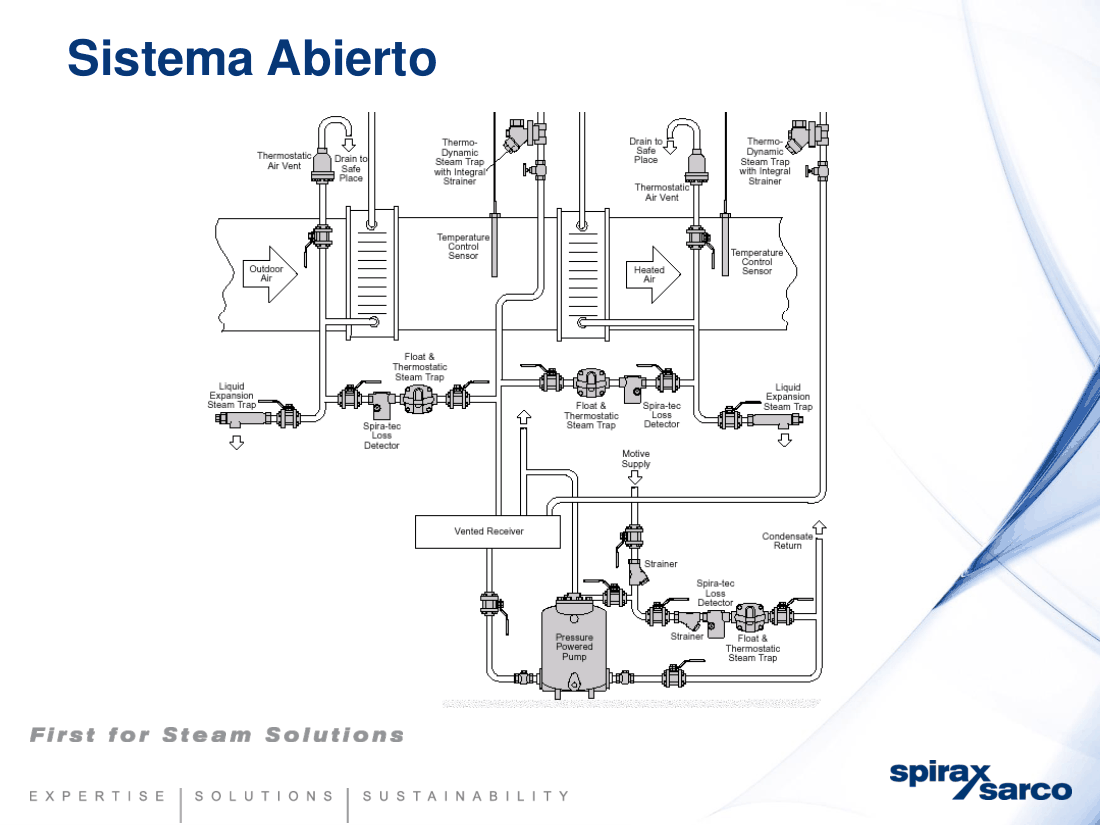 Sistema Abierto
Thermostatic
Air Vent
Drain to
Safe
Place
Thermo-
Dynamic
Steam Trap
with Integral
Strainer
Drain to
Safe
Place
Thermostatic
Air Vent
Thermo-
Dynamic
Steam Trap
with Integral
Strainer
Outdoor
Air
Temperature
Control
Sensor
Heated
Air
Temperature
Control
Sensor
Liquid
Expansion
Steam Trap
Float &
Thermostatic
Steam Trap
Spira-tec
Loss
Detector
Float &
Thermostatic
Steam Trap
Spira-tec
Loss
Detector
Liquid
Expansion
Steam Trap
Motive
Supply
Vented Receiver
Condensate
Return
Strainer
Spira-tec
Loss
Detector
Strainer
Float &
Thermostatic
Steam Trap
Pressure
Powered
Pump
First for Steam Solutions
EXPERTISE
SOLUTIONS
SUSTAINABILITY
spirax
sarco